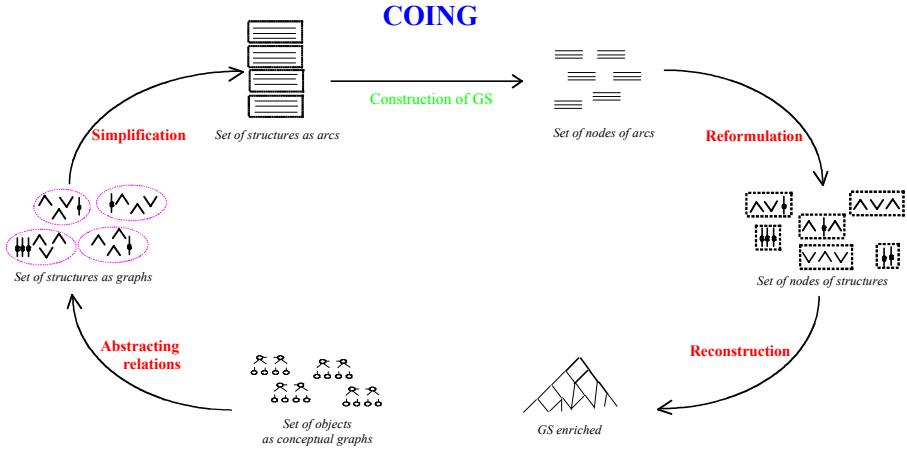 COING
Construction of GS
Set of structures as arcs
Set of nodes of arcs
Simplification
Reformulation
Set of structures as graphs
Set of nodes of structures
Abstracting
relations
Reconstruction
Set of objects
as conceptual graphs
GS enriched